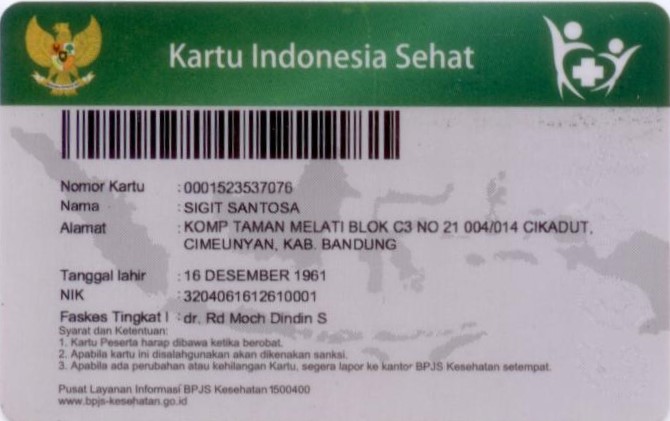 Kartu Indonesia Sehat
Nomor Kartu : 0001523537076
Nama : SIGIT SANTOSA
Alamat : KOMP TAMAN MELATI BLOK C3 NO 21 004/014 CIKADUT,
CIMEUNYAN, KAB. BANDUNG
Tanggal lahir : 16 DESEMBER 1961
NIK : 3204061612610001
Faskes Tingkat I : dr. Rd Moch Dindin S
Syarat dan Ketentuan:
1. Kartu Peserta harap dibawa ketika berobat.
2. Apabila kartu ini disalahgunakan akan dikenakan sanksi.
3. Apabila ada perubahan atau kehilangan Kartu, segera lapor ke kantor BPJS Kesehatan setempat.
Pusat Layanan Informasi BPJS Kesehatan 1500400
www.bpjs-kesehatan.go.id